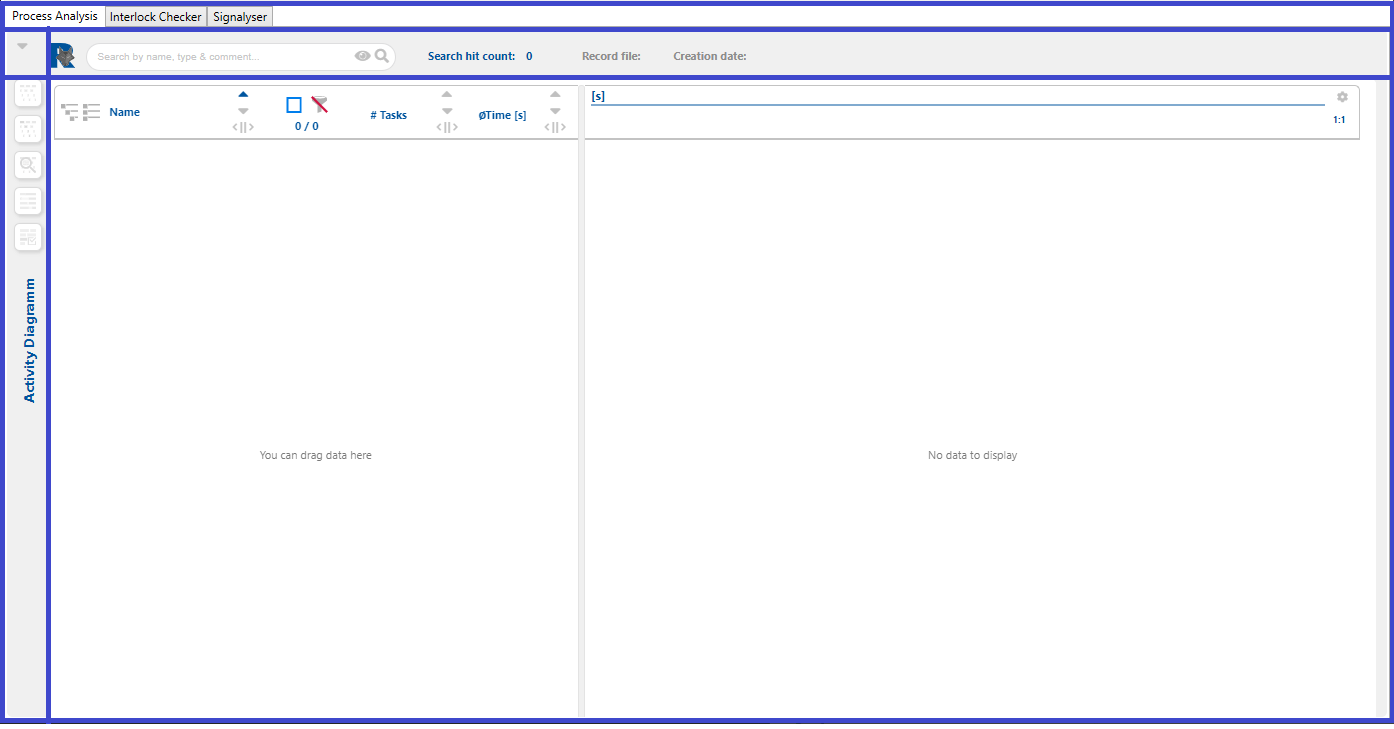 Process Analysis Interlock Checker Signalyser
R Search by name, type & comment... Search hit count: 0 Record file: Creation date:
Name 0 / 0 # Tasks øTime [s] [s]
1:1
Activity Diagramm
You can drag data here No data to display